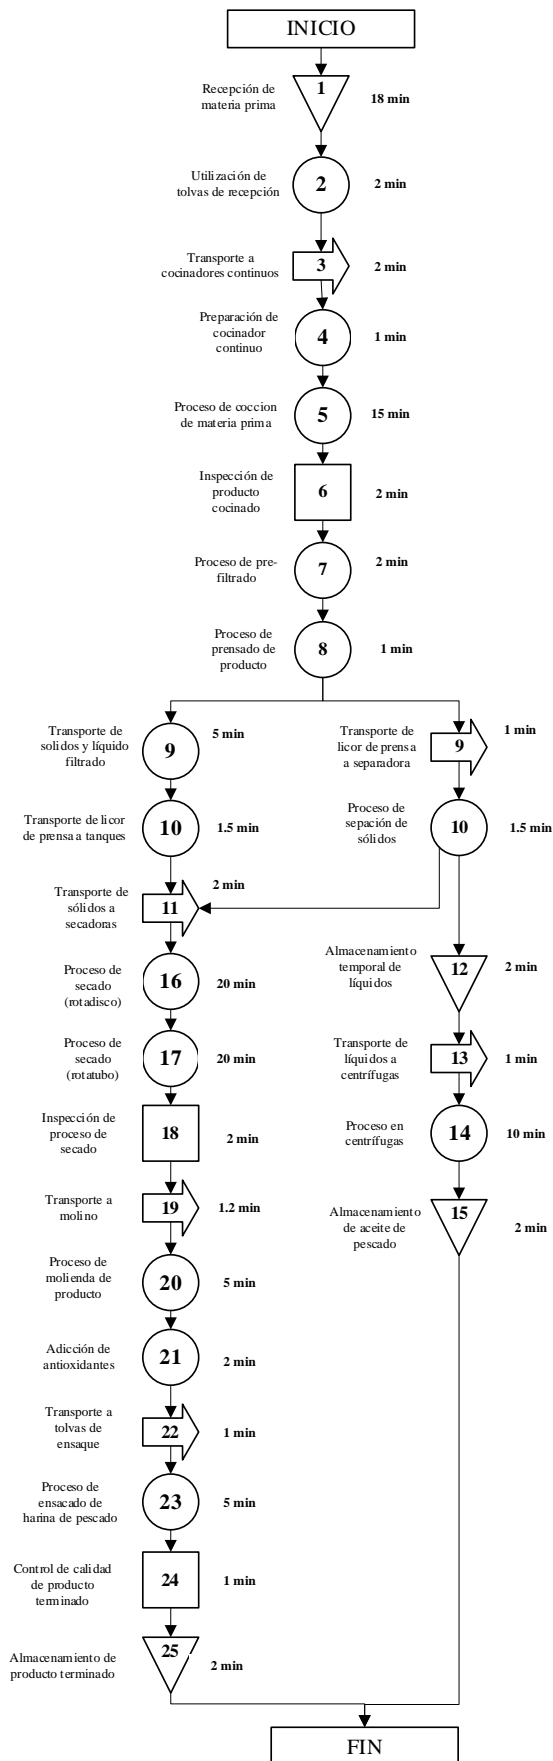 INICIO
Recepción de
materia prima
1
18 min
Utilización de
tolvas de recepción
2
2 min
Transporte a
cocinadores continuos
3
2 min
Preparación de
cocinador
continuo
4
1 min
Proceso de coccion
de materia prima
5
15 min
Inspección de
producto
cocinado
6
2 min
Proceso de pre-
filtrado
7
2 min
Proceso de
prensado de
producto
8
1 min
Transporte de
solidos y líquido
filtrado
9
5 min
Transporte de
licor de prensa
a separadora
9
1 min
Transporte de licor
de prensa a tanques
10
1.5 min
Proceso de
sepación de
sólidos
10
1.5 min
Transporte de
sólidos a
secadoras
11
2 min
Almacenamiento
temporal de
líquidos
12
2 min
Proceso de
secado
(rotadisco)
16
20 min
Transporte de
líquidos a
centrífugas
13
1 min
Proceso de
secado
(rotatubo)
17
20 min
Proceso en
centrífugas
14
10 min
Inspección de
proceso de
secado
18
2 min
Almacenamiento
de aceite de
pescado
15
2 min
Transporte a
molino
19
1.2 min
Proceso de
molienda de
producto
20
5 min
Adicción de
antioxidantes
21
2 min
Transporte a
tolvas de
ensaque
22
1 min
Proceso de
ensacado de
harina de pescado
23
5 min
Control de calidad
de producto
terminado
24
1 min
Almacenamiento de
producto terminado
25
2 min
FIN